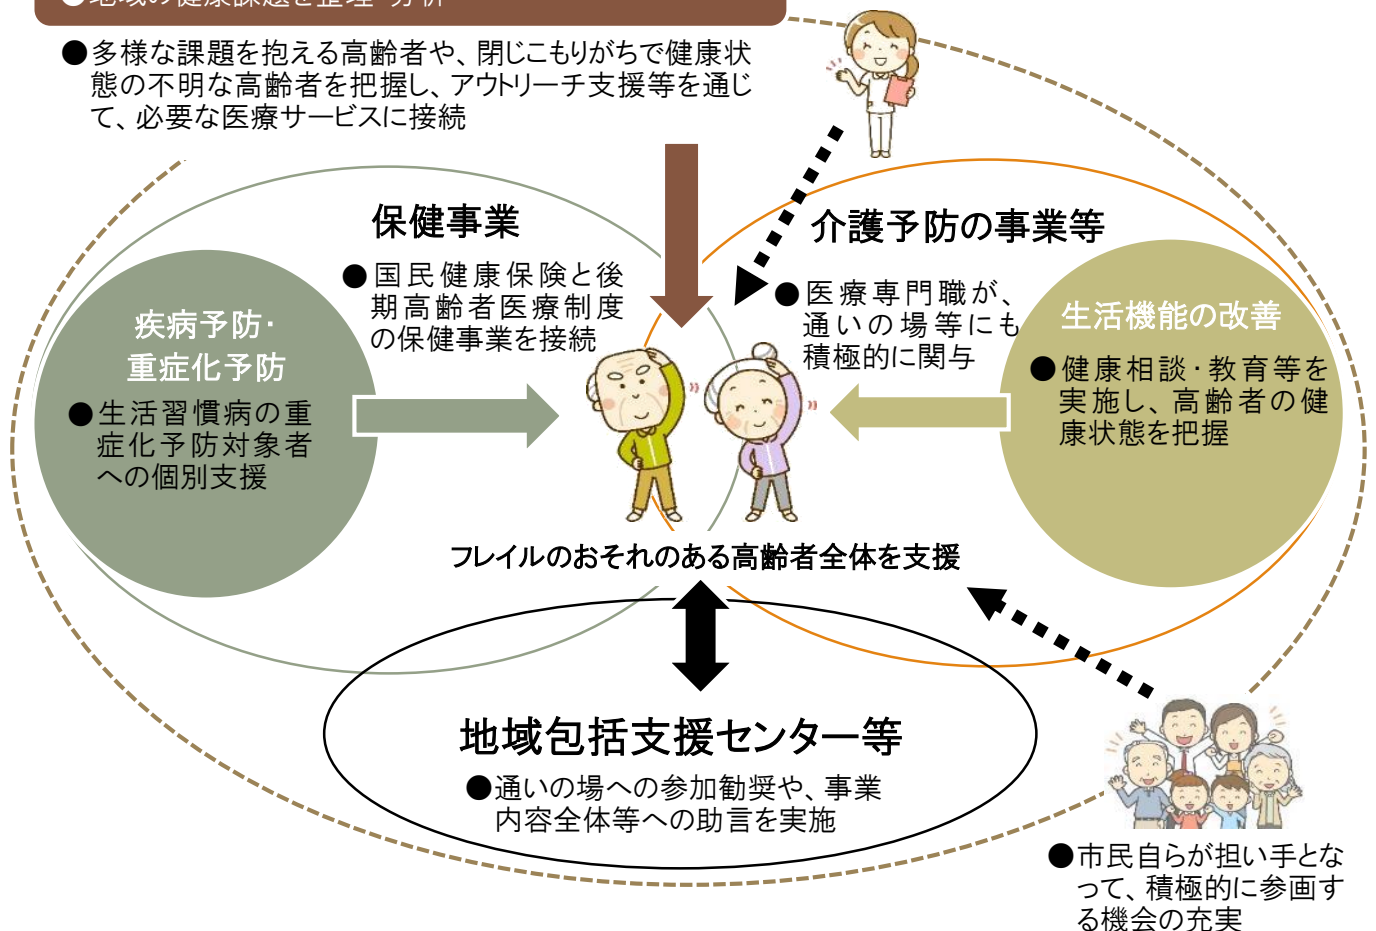 ●地域の健康課題を整理・分析
●多様な課題を抱える高齢者や、閉じこもりがちで健康状
態の不明な高齢者を把握し、アウトリーチ支援等を通じ
て、必要な医療サービスに接続
保健事業
●国民健康保険と後
期高齢者医療制度
の保健事業を接続
介護予防の事業等
●医療専門職が、
通いの場等にも
積極的に関与
疾病予防・
重症化予防
●生活習慣病の重
症化予防対象者
への個別支援
生活機能の改善
●健康相談・教育等を
実施し、高齢者の健
康状態を把握
フレイルのおそれのある高齢者全体を支援
地域包括支援センター等
●通いの場への参加勧奨や、事業
内容全体等への助言を実施
●市民自らが担い手とな
って、積極的に参画す
る機会の充実